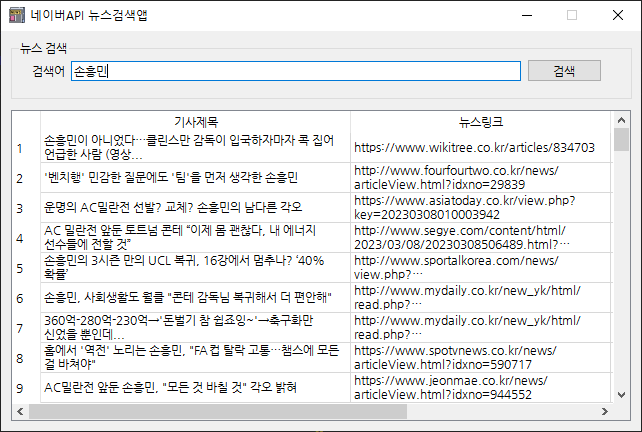 네이버API 뉴스검색앱
뉴스 검색
검색어 손흥민 검색
기사제목 뉴스링크
1 손흥민이 아니었다…클린스만 감독이 입국하자마자 콕 집어
언급한 사람 (영상... https://www.wikitree.co.kr/articles/834703
2 '벤치행' 민감한 질문에도 '팀'을 먼저 생각한 손흥민 http://www.fourfourtwo.co.kr/news/
articleView.html?idxno=29839
3 운명의 AC밀란전 선발? 교체? 손흥민의 남다른 각오 https://www.asiatoday.co.kr/view.php?
key=20230308010003942
4 AC 밀란전 앞둔 토트넘 콘테 “이제 몸 괜찮다, 내 에너지
선수들에 전할 것” http://www.segye.com/content/html/
2023/03/08/20230308506489.html?…
5 손흥민의 3시즌 만의 UCL 복귀, 16강에서 멈추나? ‘40%
확률’ https://www.sportalkorea.com/news/
view.php?…
6 손흥민, 사회생활도 월클 "콘테 감독님 복귀해서 더 편안해" http://www.mydaily.co.kr/new_yk/html/
read.php?…
7 360억-280억-230억→'돈벌기 참 쉽죠잉~'→축구화만
신었을 뿐인데... http://www.mydaily.co.kr/new_yk/html/
read.php?…
8 홈에서 '역전' 노리는 손흥민, "FA컵 탈락 고통…챔스에 모든
걸 바쳐야" https://www.spotvnews.co.kr/news/
articleView.html?idxno=590717
9 AC밀란전 앞둔 손흥민, "모든 것 바칠 것" 각오 밝혀 https://www.jeonmae.co.kr/news/
articleView.html?idxno=944552